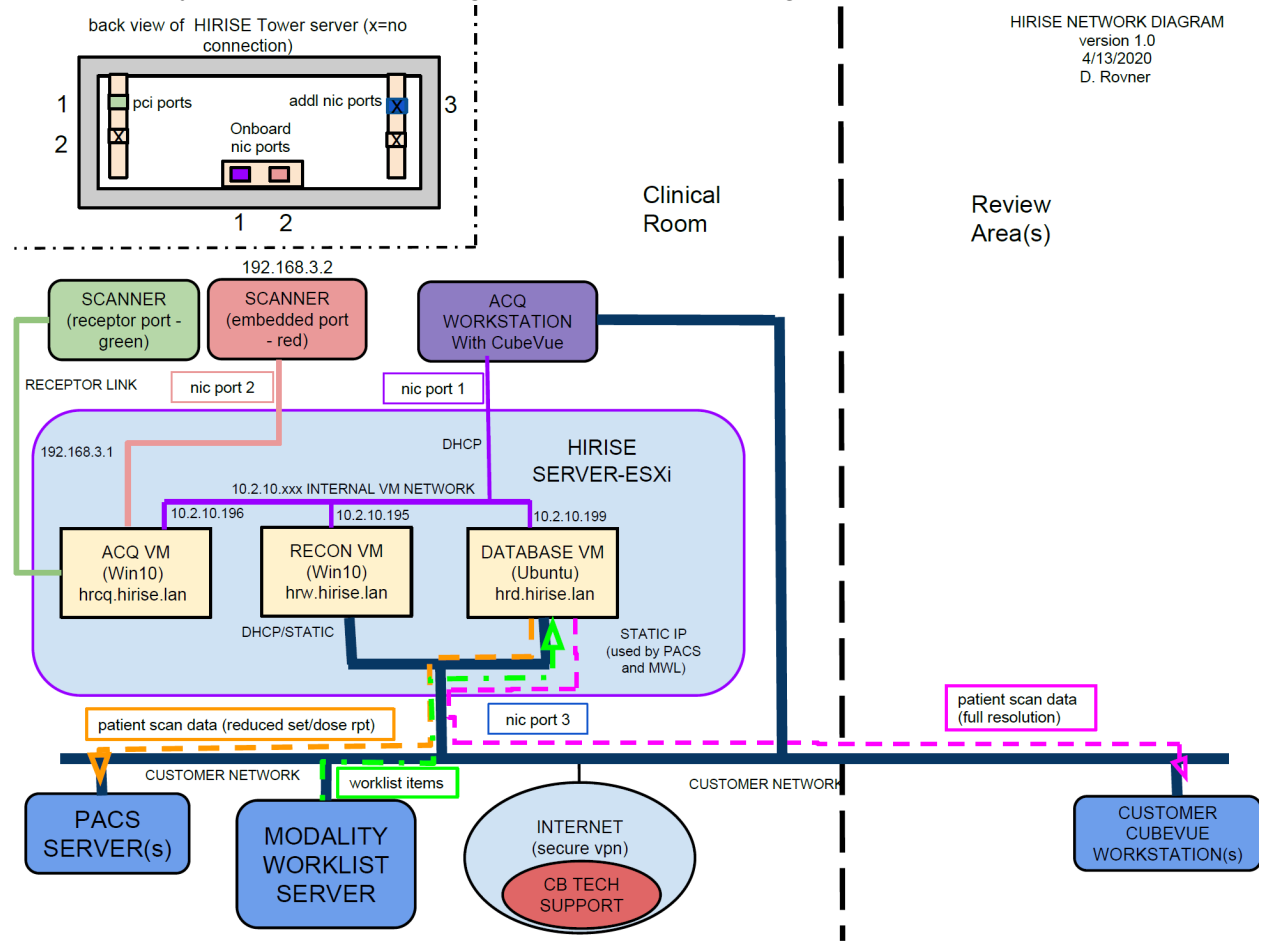 back view of HIRISE Tower server (x=no
connection)
HIRISE NETWORK DIAGRAM
version 1.0
4/13/2020
D. Rovner
1
pci ports
addl nic ports
X
3
2
X
X
Onboard
nic ports
1
2
Clinical
Room
Review
Area(s)
192.168.3.2
SCANNER
(receptor port -
green)
SCANNER
(embedded port
- red)
ACQ
WORKSTATION
With CubeVue
RECEPTOR LINK
nic port 2
nic port 1
192.168.3.1
DHCP
HIRISE
SERVER-ESXi
10.2.10.xxx INTERNAL VM NETWORK
10.2.10.196
10.2.10.195
10.2.10.199
ACQ VM
(Win10)
hrcq.hirise.lan
RECON VM
(Win10)
hrw.hirise.lan
DATABASE VM
(Ubuntu)
hrd.hirise.lan
DHCP/STATIC
STATIC IP
(used by PACS
and MWL)
patient scan data (reduced set/dose rpt)
nic port 3
patient scan data
(full resolution)
CUSTOMER NETWORK
worklist items
CUSTOMER NETWORK
PACS
SERVER(s)
MODALITY
WORKLIST
SERVER
INTERNET
(secure vpn)
CB TECH
SUPPORT
CUSTOMER
CUBEVUE
WORKSTATION(s)